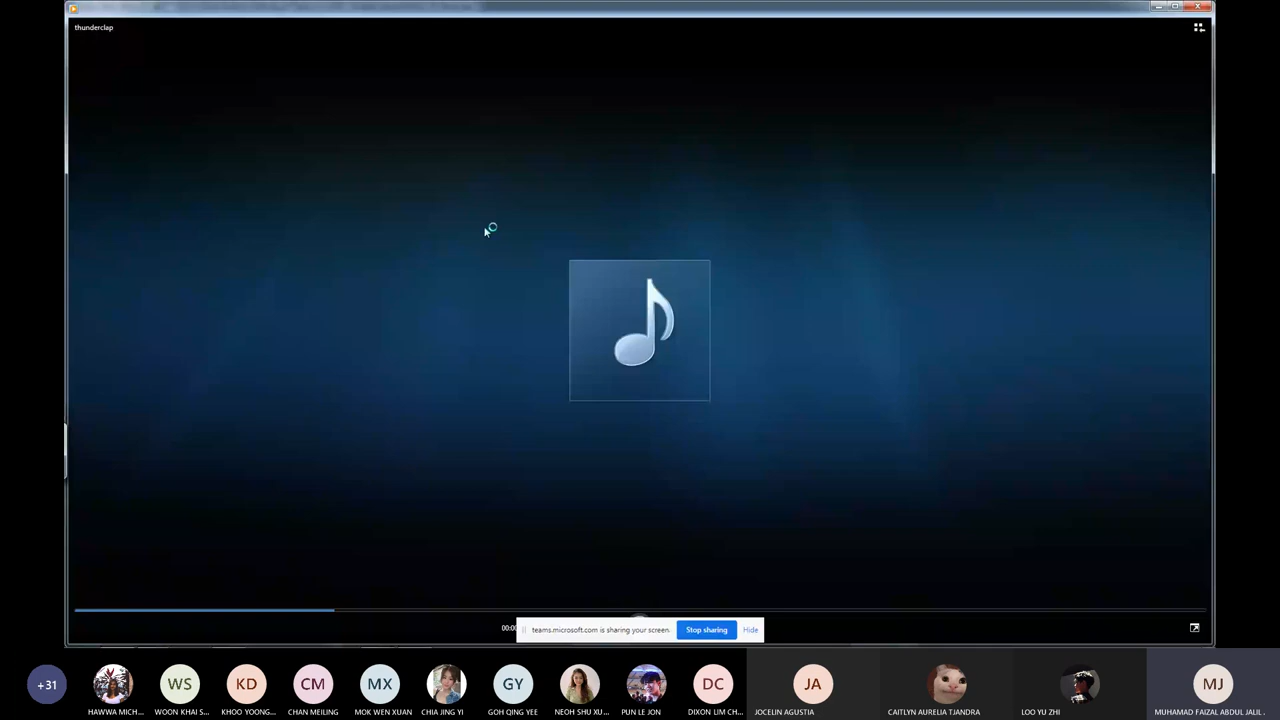 thunderclap
00:00
teams.microsoft.com is sharing your screen.
Stop sharing
Hide
+31
WS
KD
CM
MX
GY
DC
JA
MJ
HAWWA MICH...
WOON KHAI S...
KHOO YOONG...
CHAN MEILING
MOK WEN XUAN
CHIA JING YI
GOH QING YEE
NEOH SHU XU...
PUN LE JON
DIXON LIM CH...
JOCELIN AGUSTIA
CAITLYN AURELIA TJANDRA
LOO YU ZHI
MUHAMAD FAIZAL ABDUL JALIL .